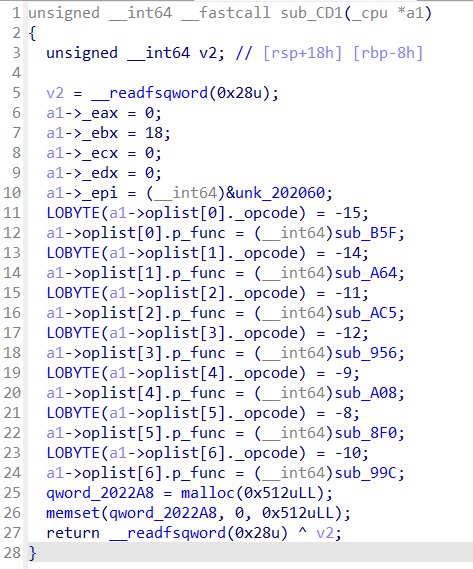 1 unsigned __int64 __fastcall sub_CD1(_cpu *a1)
2 {
3 unsigned __int64 v2; // [rsp+18h] [rbp-8h]
4
5 v2 = __readfsqword(0x28u);
6 a1->_eax = 0;
7 a1->_ebx = 18;
8 a1->_ecx = 0;
9 a1->_edx = 0;
10 a1->_epi = (__int64)&unk_202060;
11 LOBYTE(a1->oplist[0]._opcode) = -15;
12 a1->oplist[0].p_func = (__int64)sub_B5F;
13 LOBYTE(a1->oplist[1]._opcode) = -14;
14 a1->oplist[1].p_func = (__int64)sub_A64;
15 LOBYTE(a1->oplist[2]._opcode) = -11;
16 a1->oplist[2].p_func = (__int64)sub_AC5;
17 LOBYTE(a1->oplist[3]._opcode) = -12;
18 a1->oplist[3].p_func = (__int64)sub_956;
19 LOBYTE(a1->oplist[4]._opcode) = -9;
20 a1->oplist[4].p_func = (__int64)sub_A08;
21 LOBYTE(a1->oplist[5]._opcode) = -8;
22 a1->oplist[5].p_func = (__int64)sub_8F0;
23 LOBYTE(a1->oplist[6]._opcode) = -10;
24 a1->oplist[6].p_func = (__int64)sub_99C;
25 qword_2022A8 = malloc(0x512uLL);
26 memset(qword_2022A8, 0, 0x512uLL);
27 return __readfsqword(0x28u) ^ v2;
28 }